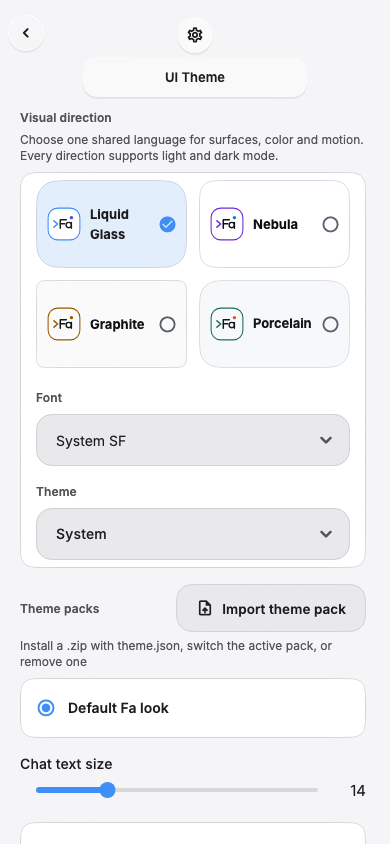 UI Theme
Visual direction
Choose one shared language for surfaces, color and motion.
Every direction supports light and dark mode.
>Fa Liquid Glass
>Fa Nebula
>Fa Graphite
>Fa Porcelain
Font
System SF
Theme
System
Theme packs
Import theme pack
Install a .zip with theme.json, switch the active pack, or
remove one
Default Fa look
Chat text size
14